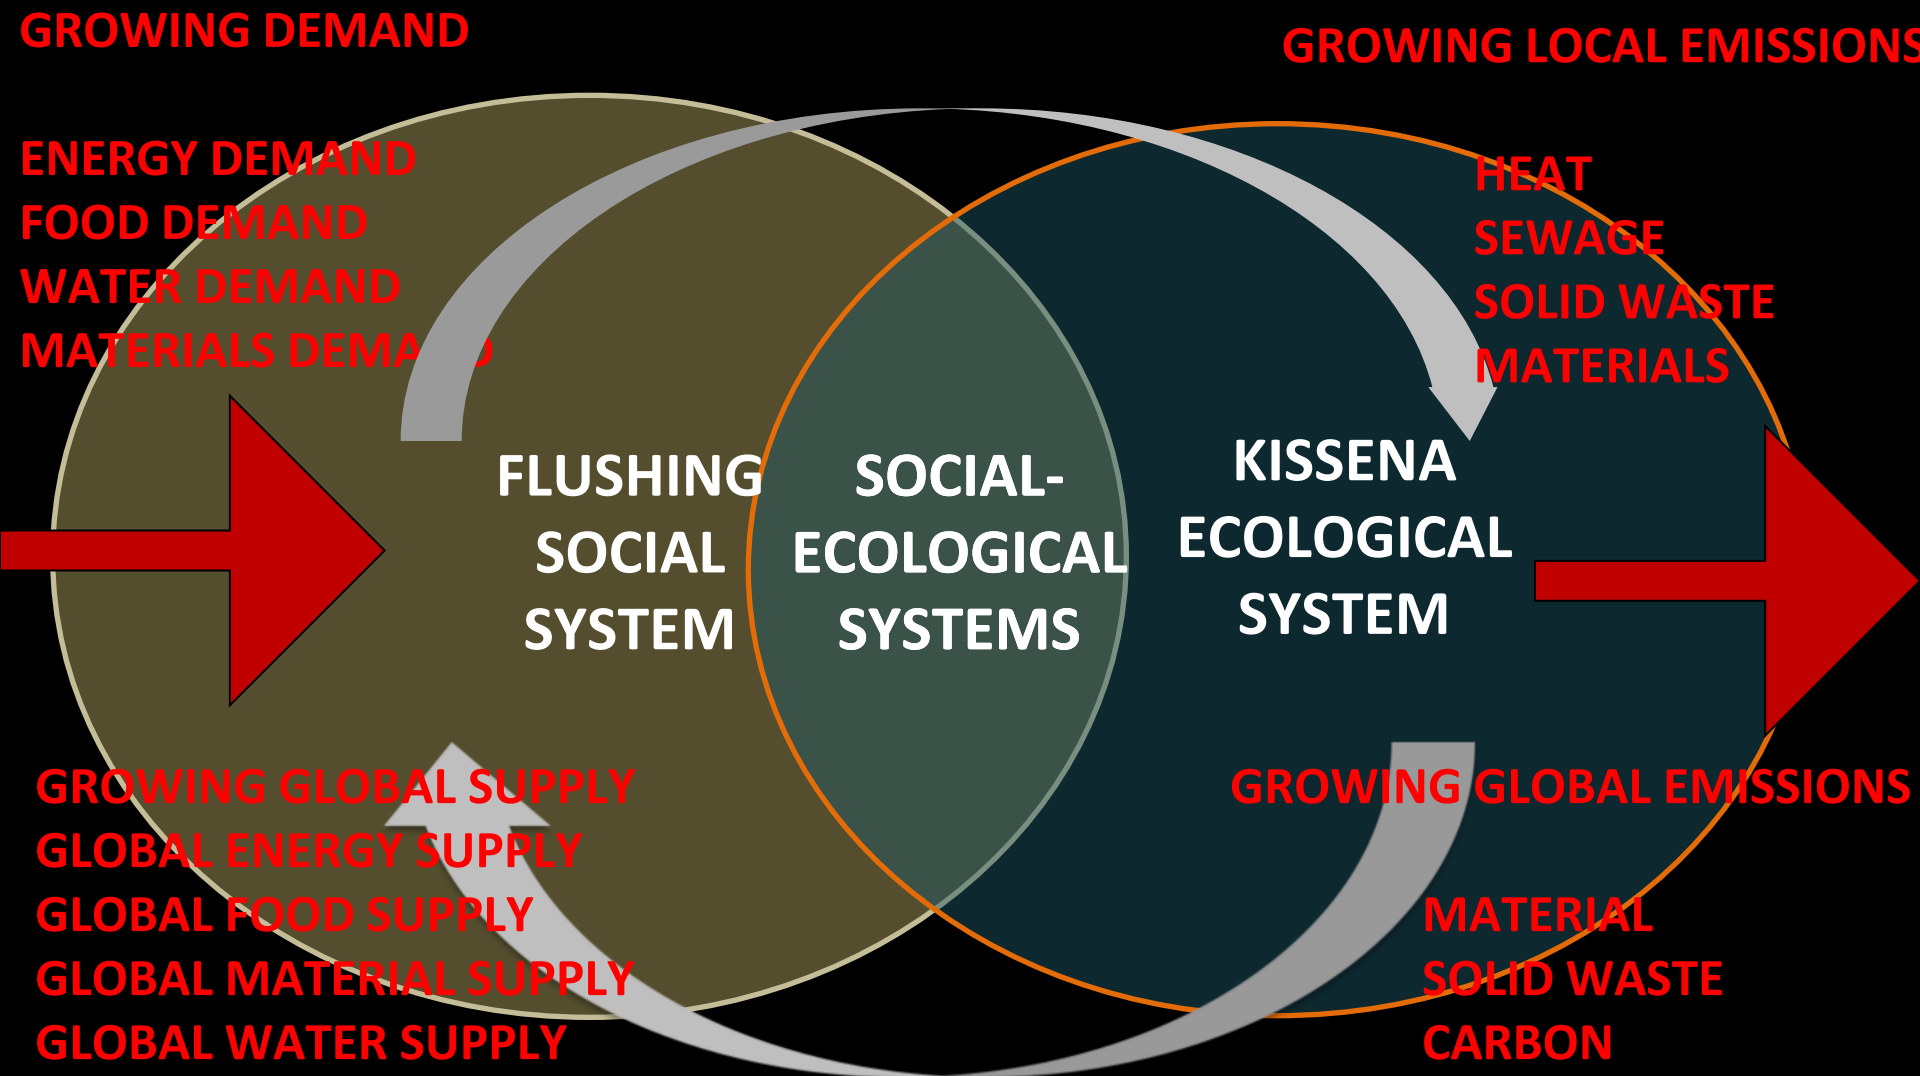 GROWING DEMAND
ENERGY DEMAND
FOOD DEMAND
WATER DEMAND
MATERIALS DEMAND
GROWING LOCAL EMISSIONS
HEAT
SEWAGE
SOLID WASTE
MATERIALS
FLUSHING
SOCIAL
SYSTEM
SOCIAL-
ECOLOGICAL
SYSTEMS
KISSENA
ECOLOGICAL
SYSTEM
GROWING GLOBAL SUPPLY
GLOBAL ENERGY SUPPLY
GLOBAL FOOD SUPPLY
GLOBAL MATERIAL SUPPLY
GLOBAL WATER SUPPLY
GROWING GLOBAL EMISSIONS
MATERIAL
SOLID WASTE
CARBON